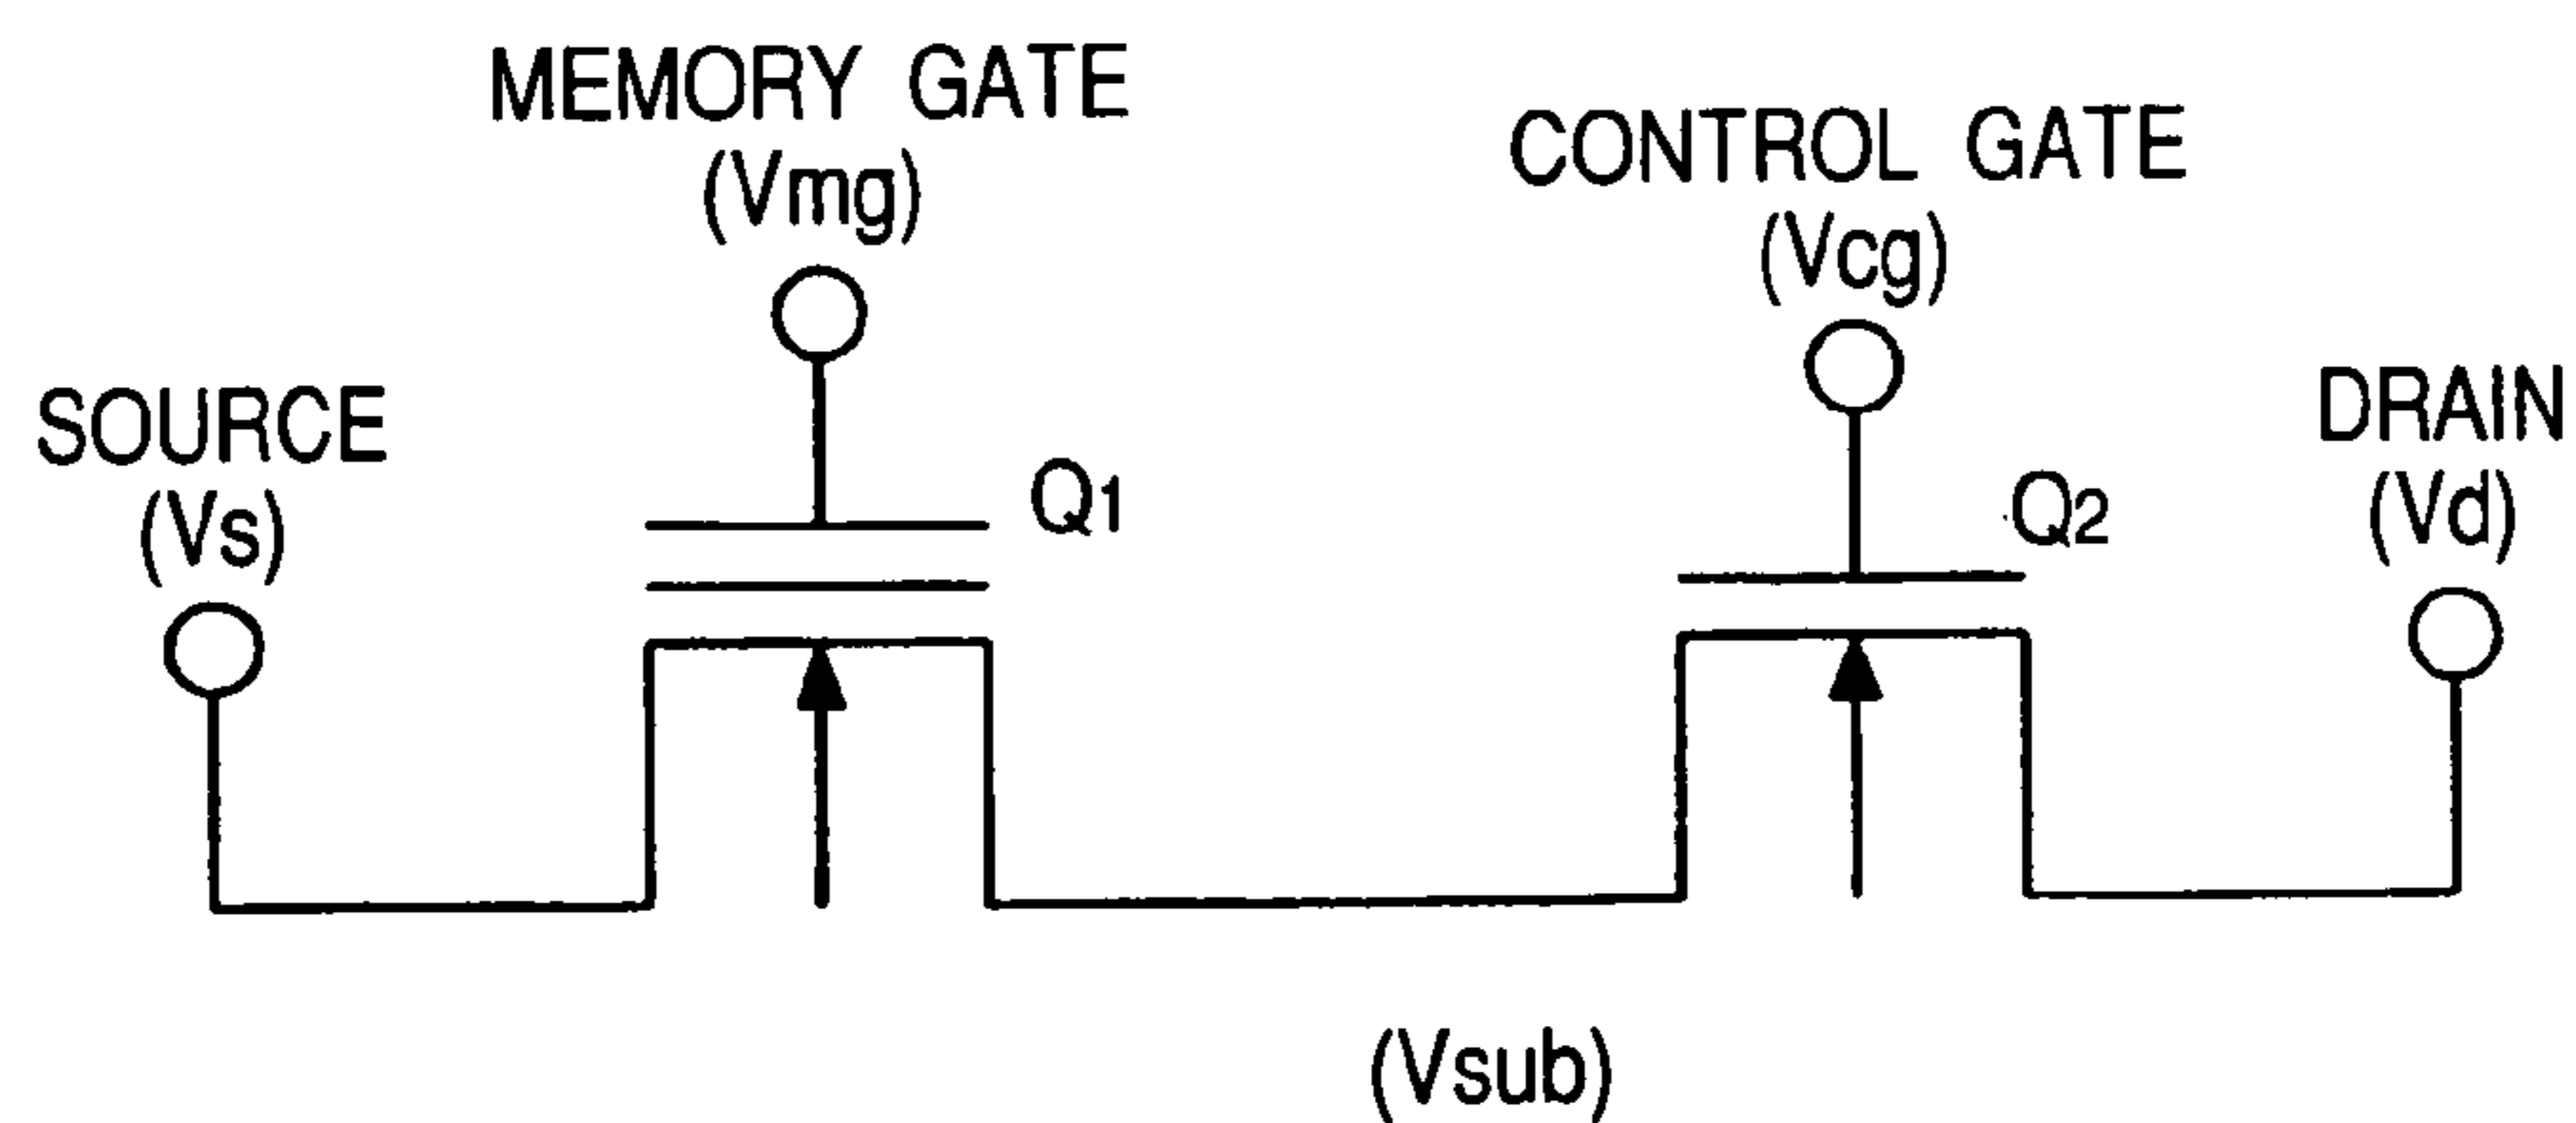 MEMORY GATE
(Vmg)
CONTROL GATE
(Vcg)
SOURCE
(Vs)
Q1
Q2
DRAIN
(Vd)
(Vsub)